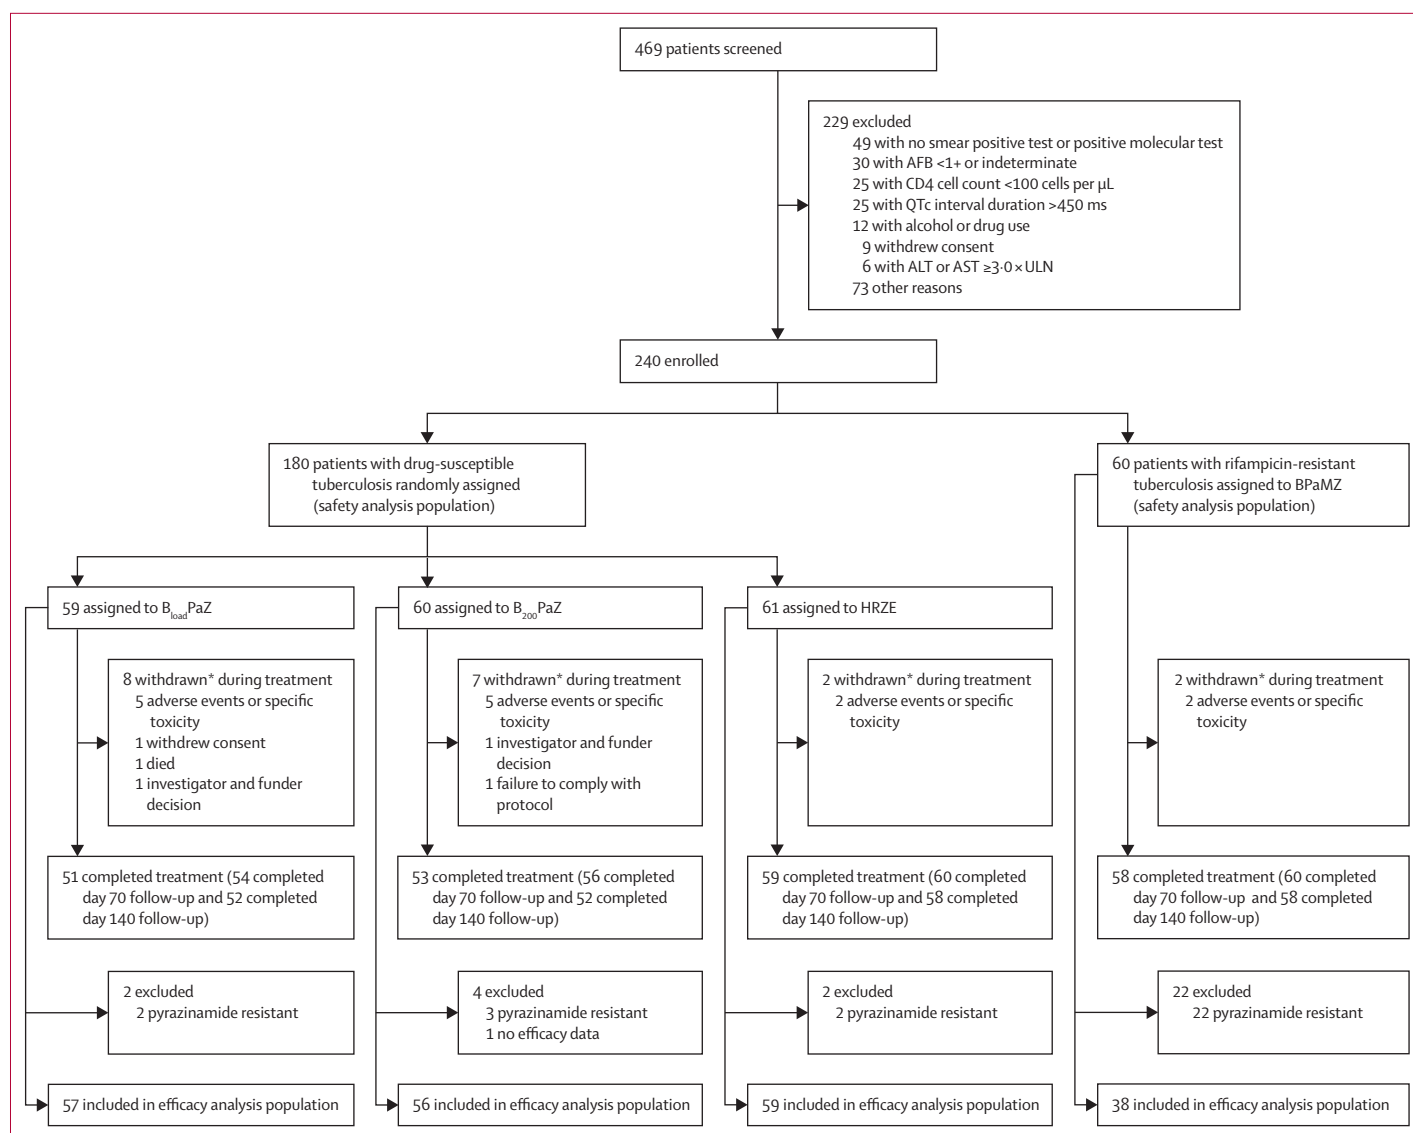 469 patients screened
229 excluded
49 with no smear positive test or positive molecular test
30 with AFB <1+ or indeterminate
25 with CD4 cell count <100 cells per μL
25 with QTc interval duration >450 ms
12 with alcohol or drug use
9 withdrew consent
6 with ALT or AST ≥3·0 × ULN
73 other reasons
240 enrolled
180 patients with drug-susceptible
tuberculosis randomly assigned
(safety analysis population)
60 patients with rifampicin-resistant
tuberculosis assigned to BPaMZ
(safety analysis population)
59 assigned to BloadPaZ
60 assigned to B200PaZ
61 assigned to HRZE
8 withdrawn* during treatment
5 adverse events or specific
toxicity
1 withdrew consent
1 died
1 investigator and funder
decision
7 withdrawn* during treatment
5 adverse events or specific
toxicity
1 investigator and funder
decision
1 failure to comply with
protocol
2 withdrawn* during treatment
2 adverse events or specific
toxicity
2 withdrawn* during treatment
2 adverse events or specific
toxicity
51 completed treatment (54 completed
day 70 follow-up and 52 completed
day 140 follow-up)
53 completed treatment (56 completed
day 70 follow-up and 52 completed
day 140 follow-up)
59 completed treatment (60 completed
day 70 follow-up and 58 completed
day 140 follow-up)
58 completed treatment (60 completed
day 70 follow-up and 58 completed
day 140 follow-up)
2 excluded
2 pyrazinamide resistant
4 excluded
3 pyrazinamide resistant
1 no efficacy data
2 excluded
2 pyrazinamide resistant
22 excluded
22 pyrazinamide resistant
57 included in efficacy analysis population
56 included in efficacy analysis population
59 included in efficacy analysis population
38 included in efficacy analysis population